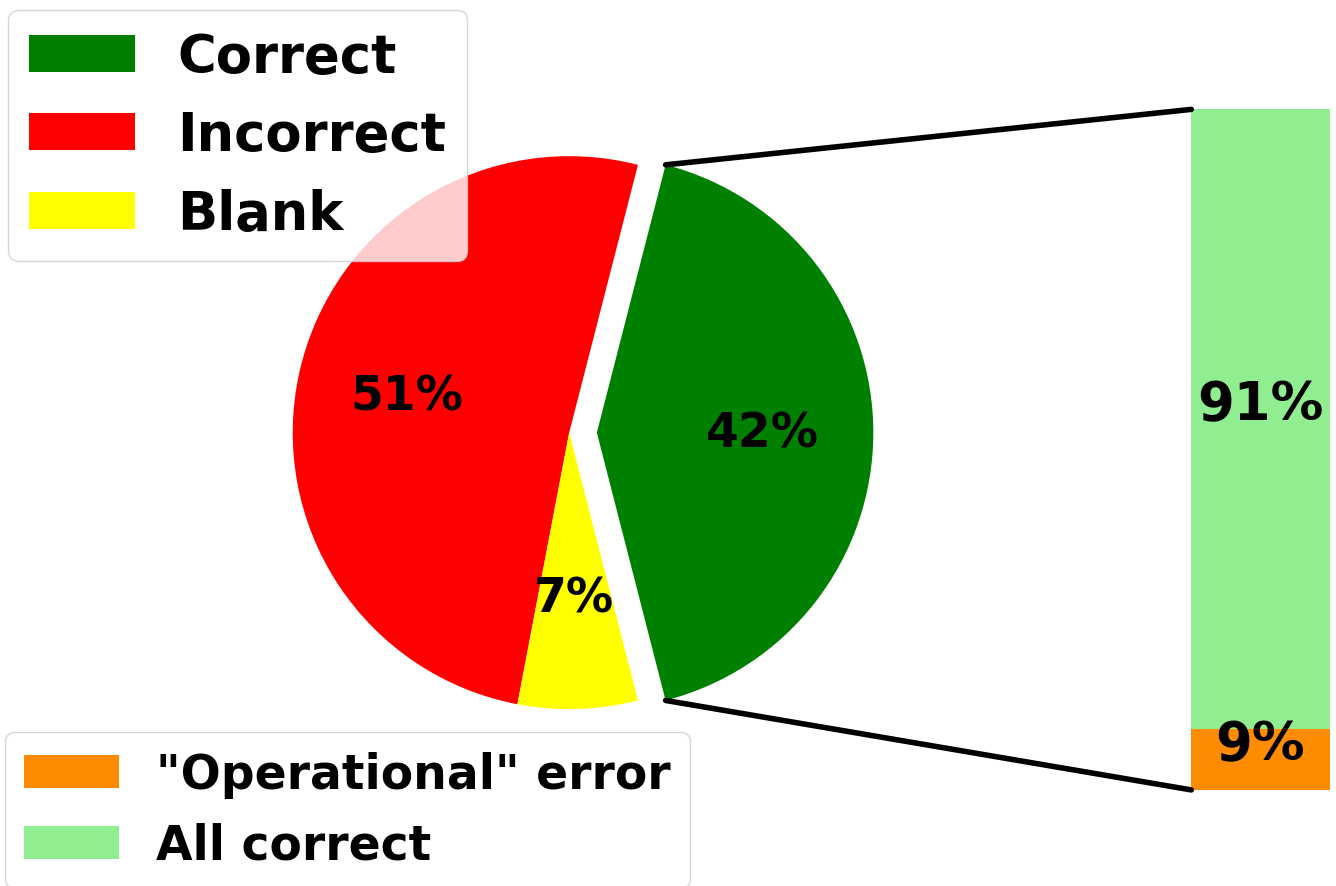 Correct
Incorrect
Blank
51%
42%
7%
91%
9%
"Operational" error
All correct